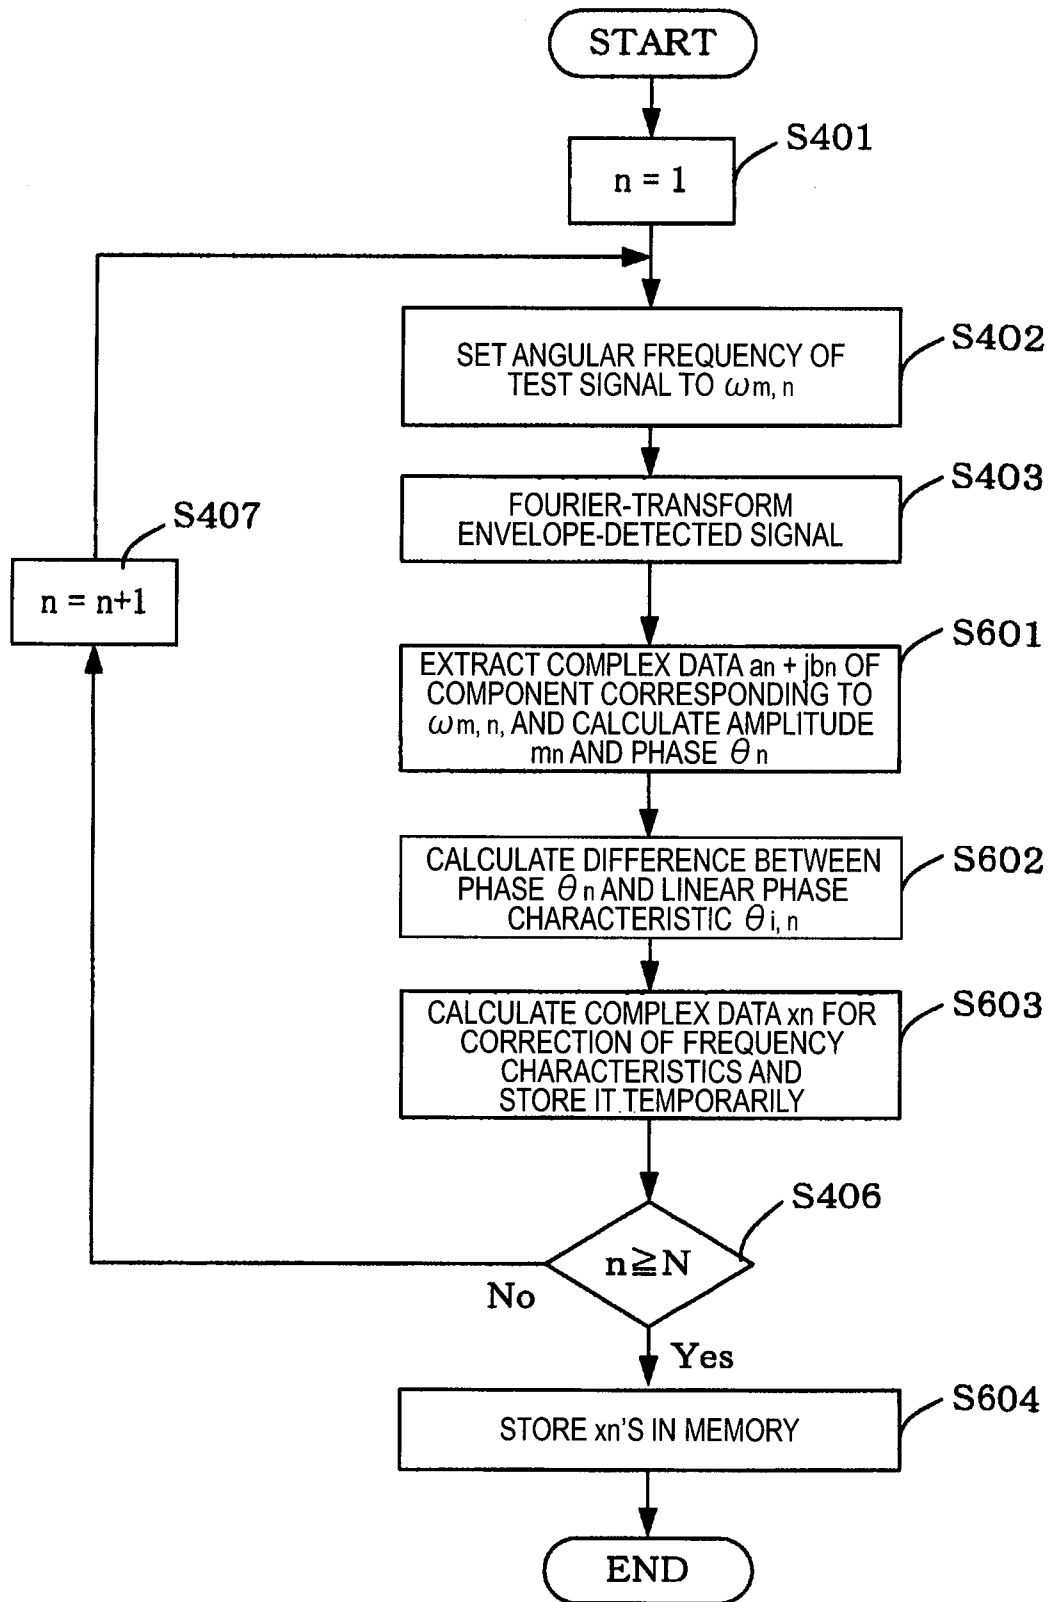 START
S401
n = 1
S402
SET ANGULAR FREQUENCY OF
TEST SIGNAL TO ωm, n
S403
FOURIER-TRANSFORM
ENVELOPE-DETECTED SIGNAL
S407
n = n+1
S601
EXTRACT COMPLEX DATA an + jbn OF
COMPONENT CORRESPONDING TO
ωm, n, AND CALCULATE AMPLITUDE
mn AND PHASE θn
S602
CALCULATE DIFFERENCE BETWEEN
PHASE θn AND LINEAR PHASE
CHARACTERISTIC θi, n
S603
CALCULATE COMPLEX DATA xn FOR
CORRECTION OF FREQUENCY
CHARACTERISTICS AND
STORE IT TEMPORARILY
S406
n≧N
No
Yes
S604
STORE xn'S IN MEMORY
END